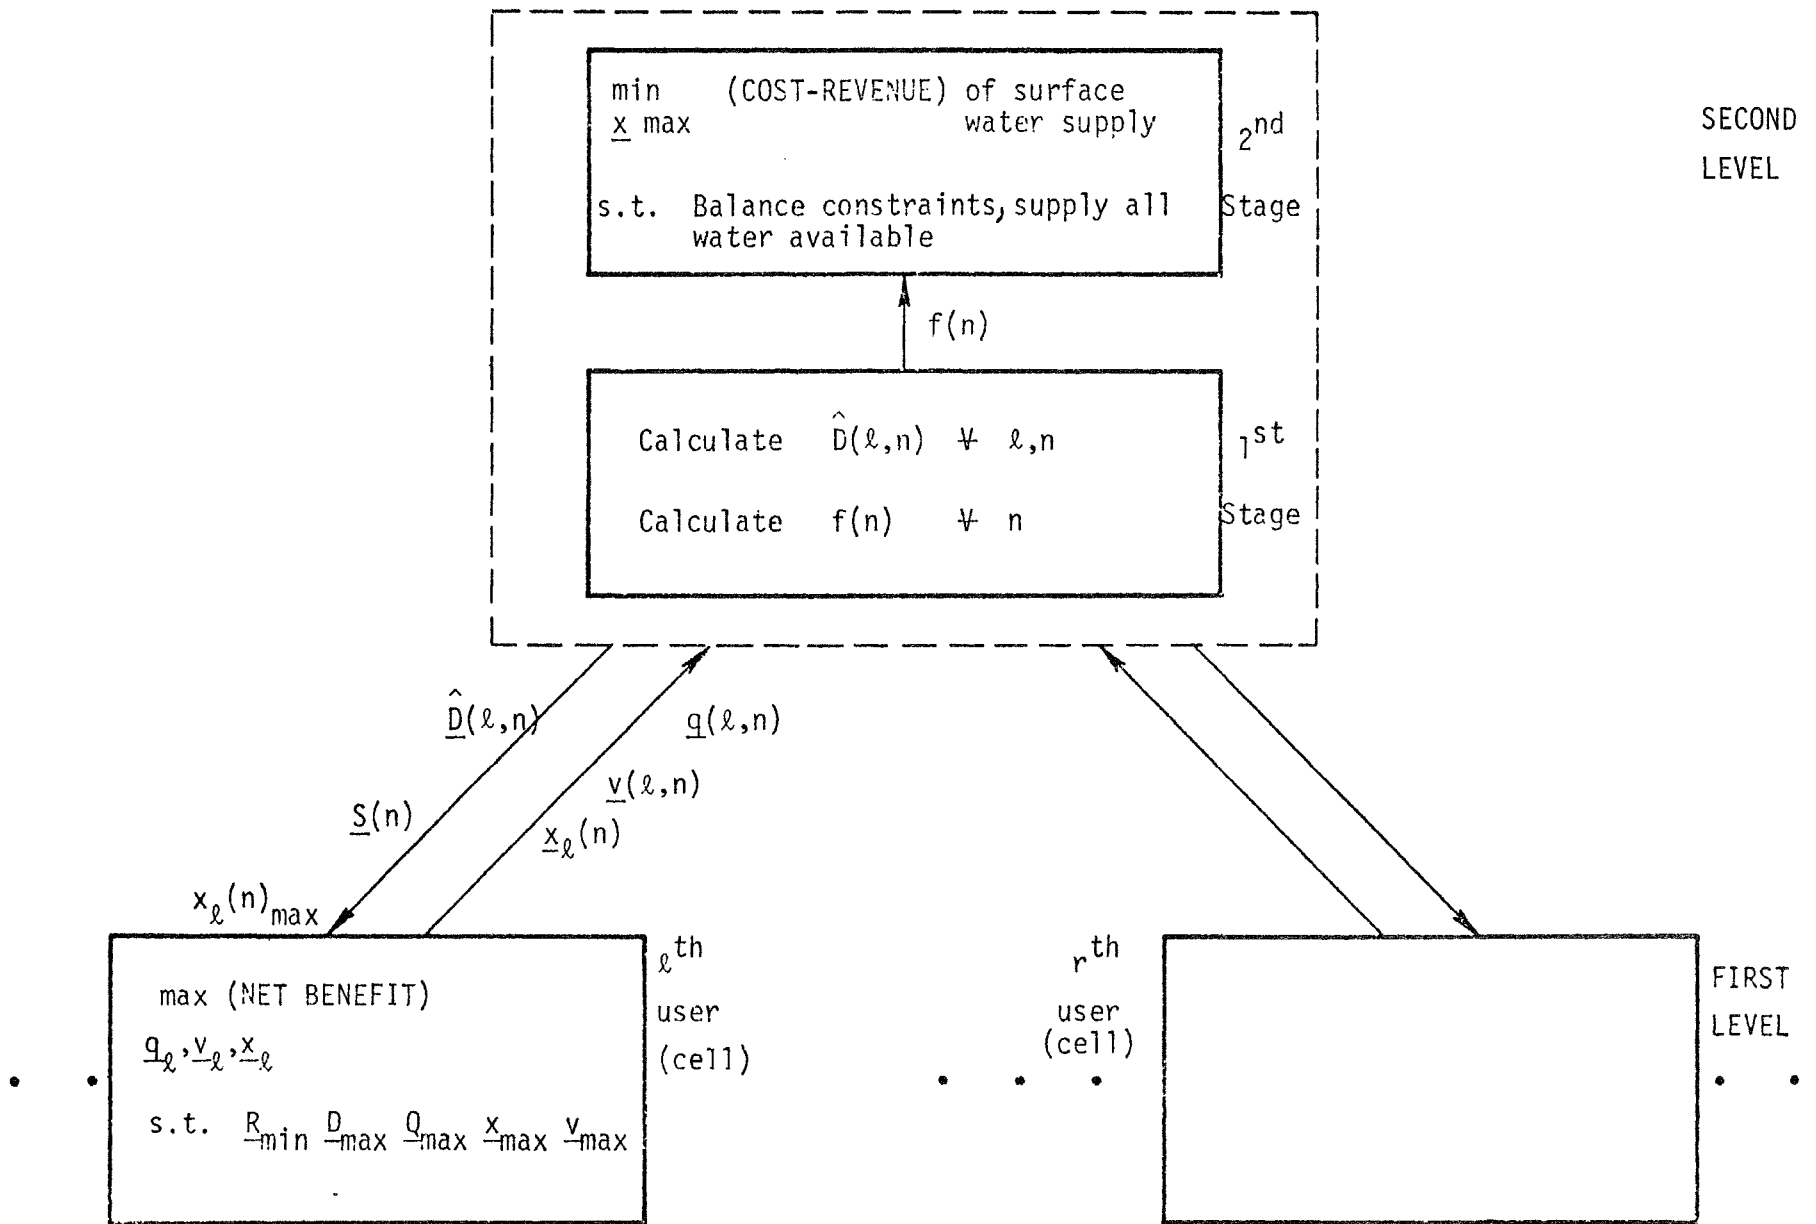 min (COST-REVENUE) of surface
x max water supply
s.t. Balance constraints, supply all
water available
2nd
Stage
SECOND
LEVEL
f(n)
Calculate D̂(ℓ,n) ∀ ℓ,n
Calculate f(n) ∀ n
1st
Stage
D̂(ℓ,n)
S(n)
xℓ(n)max
q(ℓ,n)
v(ℓ,n)
xℓ(n)
max (NET BENEFIT)
qℓ,vℓ,xℓ
s.t. Rmin Dmax Qmax xmax vmax
ℓth
user
(cell)
. . .
rth
user
(cell)
FIRST
LEVEL